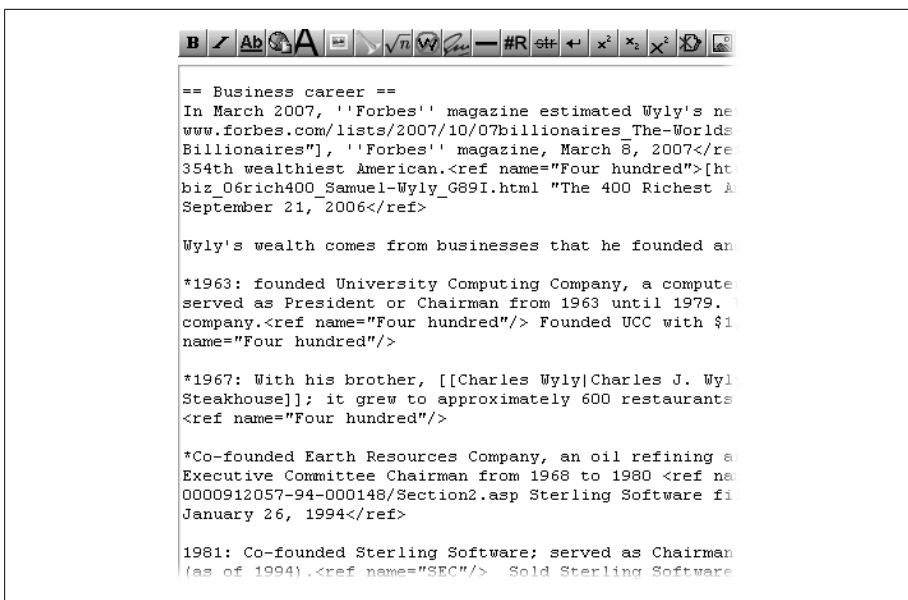 B I Ab A √n W #R str ↵ x² x₂ x²
== Business career ==
In March 2007, ''Forbes'' magazine estimated Wyly's
www.forbes.com/lists/2007/10/07billionaires_The-Worlds-
Billionaires"], ''Forbes'' magazine, March 8, 2007</re
354th wealthiest American.<ref name="Four hundred">[ht
biz_06rich400_Samuel-Wyly_G89I.html "The 400 Richest
September 21, 2006</ref>
Wyly's wealth comes from businesses that he founded
*1963: founded University Computing Company, a
served as President or Chairman from 1963 until 1979.
company.<ref name="Four hundred"/> Founded UCC with $1
name="Four hundred"/>
*1967: With his brother, [[Charles Wyly|Charles J.
Steakhouse]]; it grew to approximately 600 restaurants
<ref name="Four hundred"/>
*Co-founded Earth Resources Company, an oil refining
Executive Committee Chairman from 1968 to 1980 <ref
0000912057-94-000148/Section2.asp Sterling Software
January 26, 1994</ref>
1981: Co-founded Sterling Software; served as Chairman
(as of 1994).<ref name="SEC"/> Sold Sterling Software